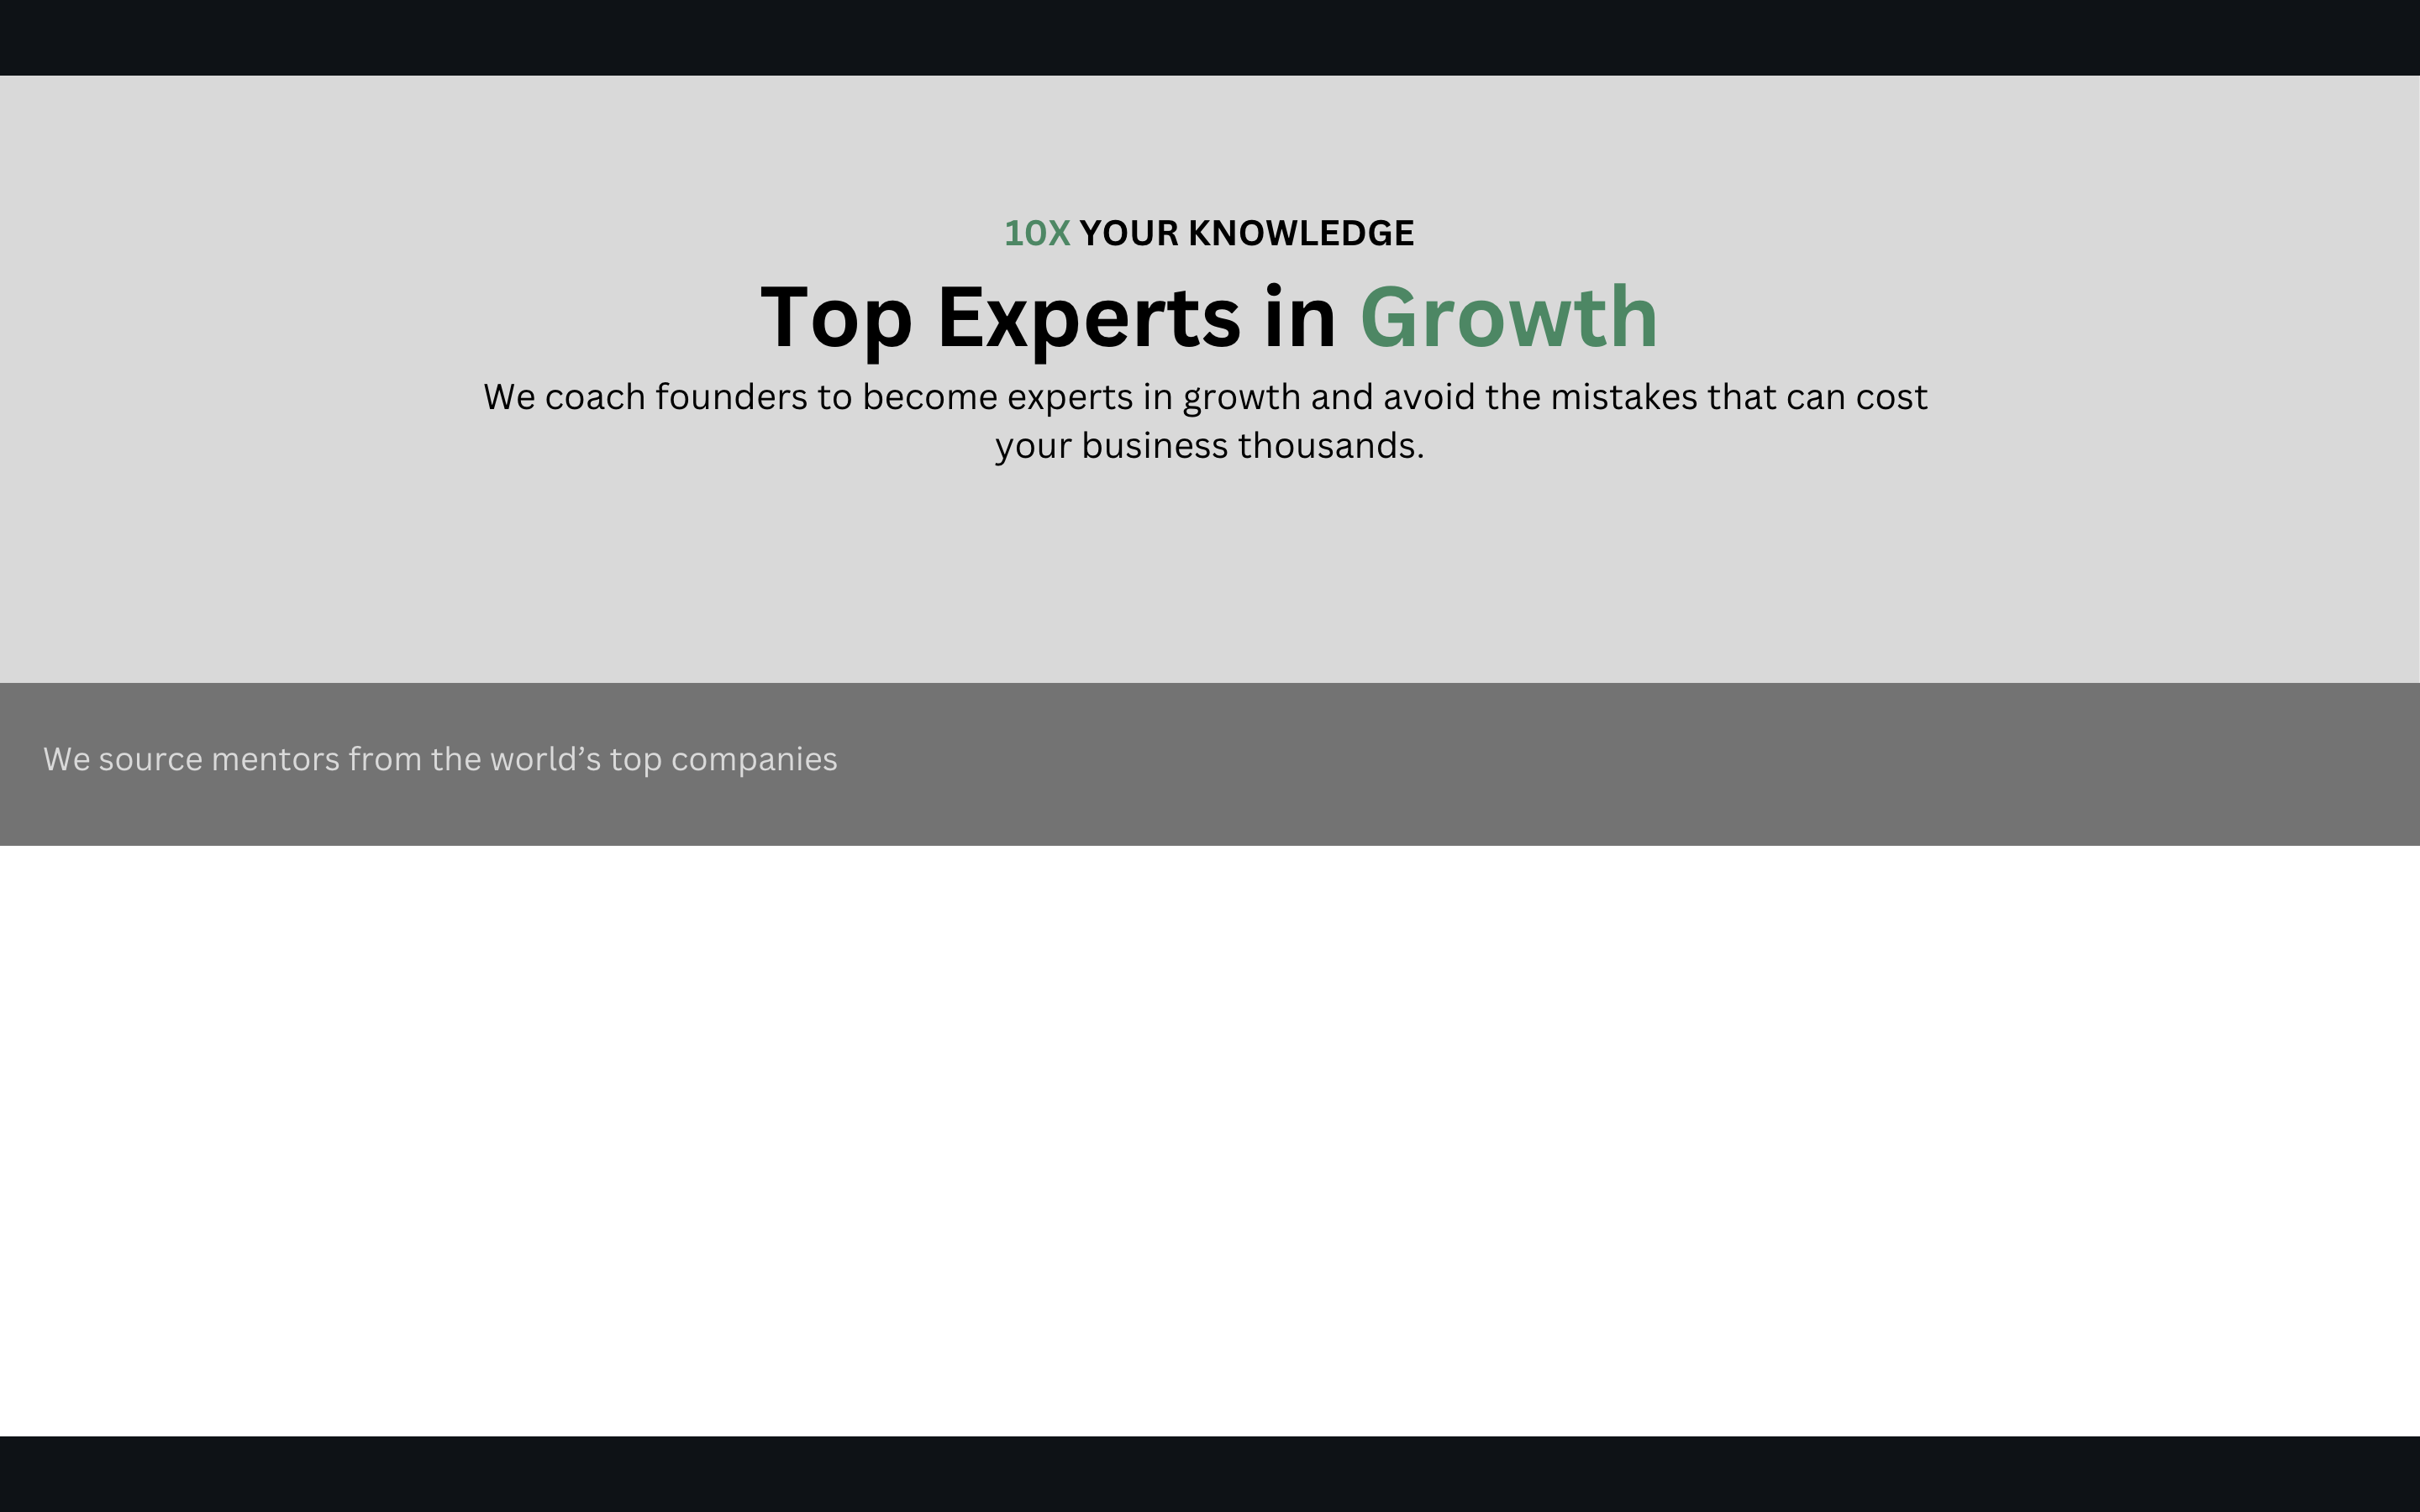 10X YOUR KNOWLEDGE
Top Experts in Growth
We coach founders to become experts in growth and avoid the mistakes that can cost
your business thousands.
We source mentors from the world’s top companies